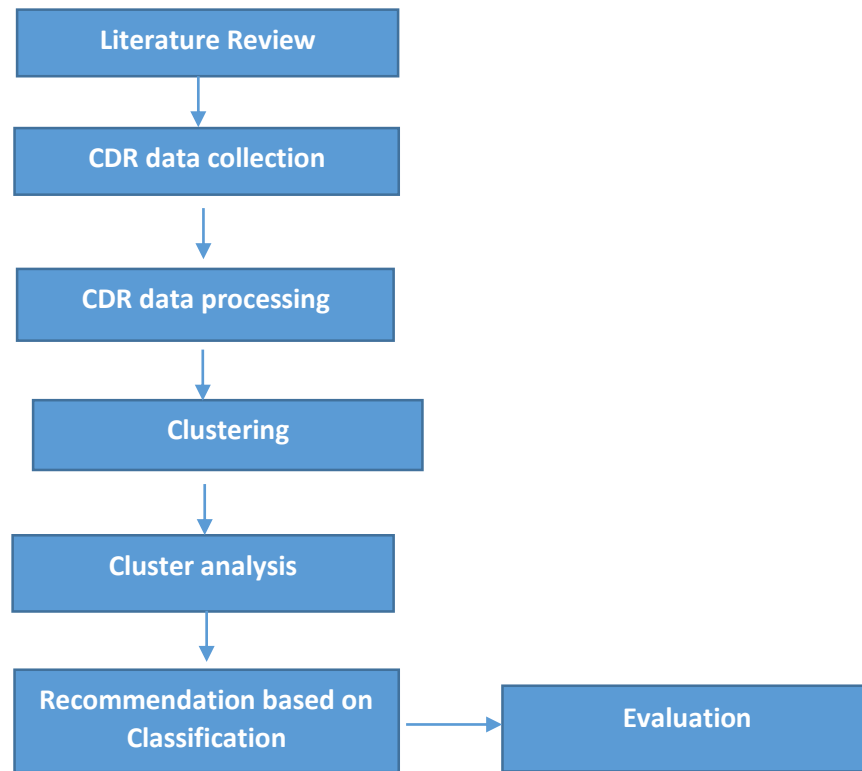 Literature Review
CDR data collection
CDR data processing
Clustering
Cluster analysis
Recommendation based on
Classification
Evaluation